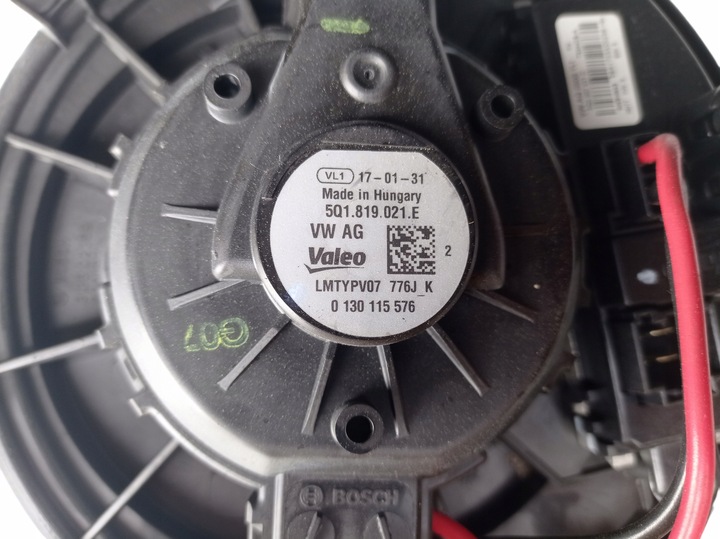 VL1 17-01-31
Made in Hungary
5Q1.819.021.E
VW AG
Valeo
2
LMTYPV07 776J_K
0 130 115 576
G07
BOSCH